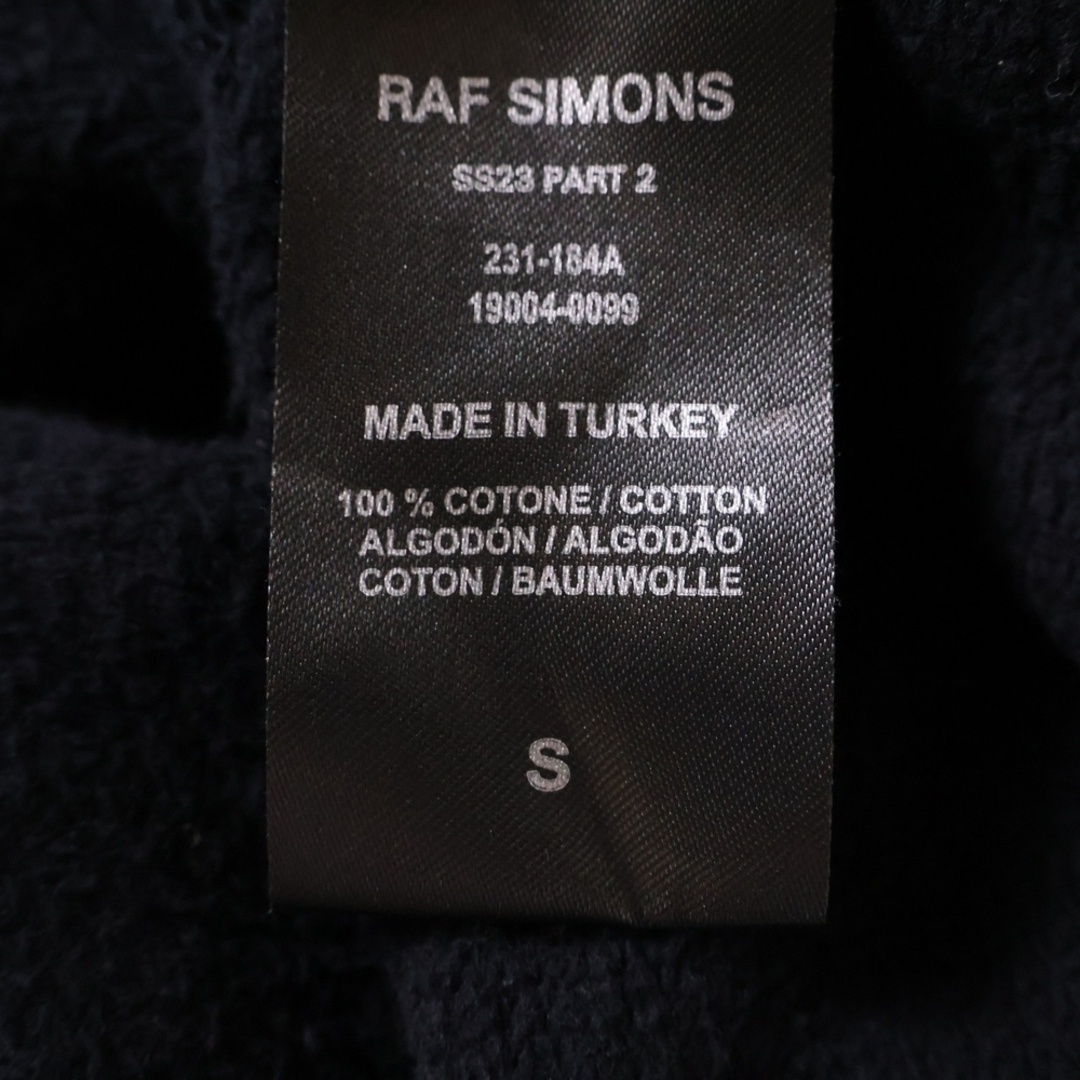 RAF SIMONS
SS23 PART 2
231-184A
19004-0099
MADE IN TURKEY
100 % COTONE / COTTON
ALGODÓN / ALGODÃO
COTON / BAUMWOLLE
S